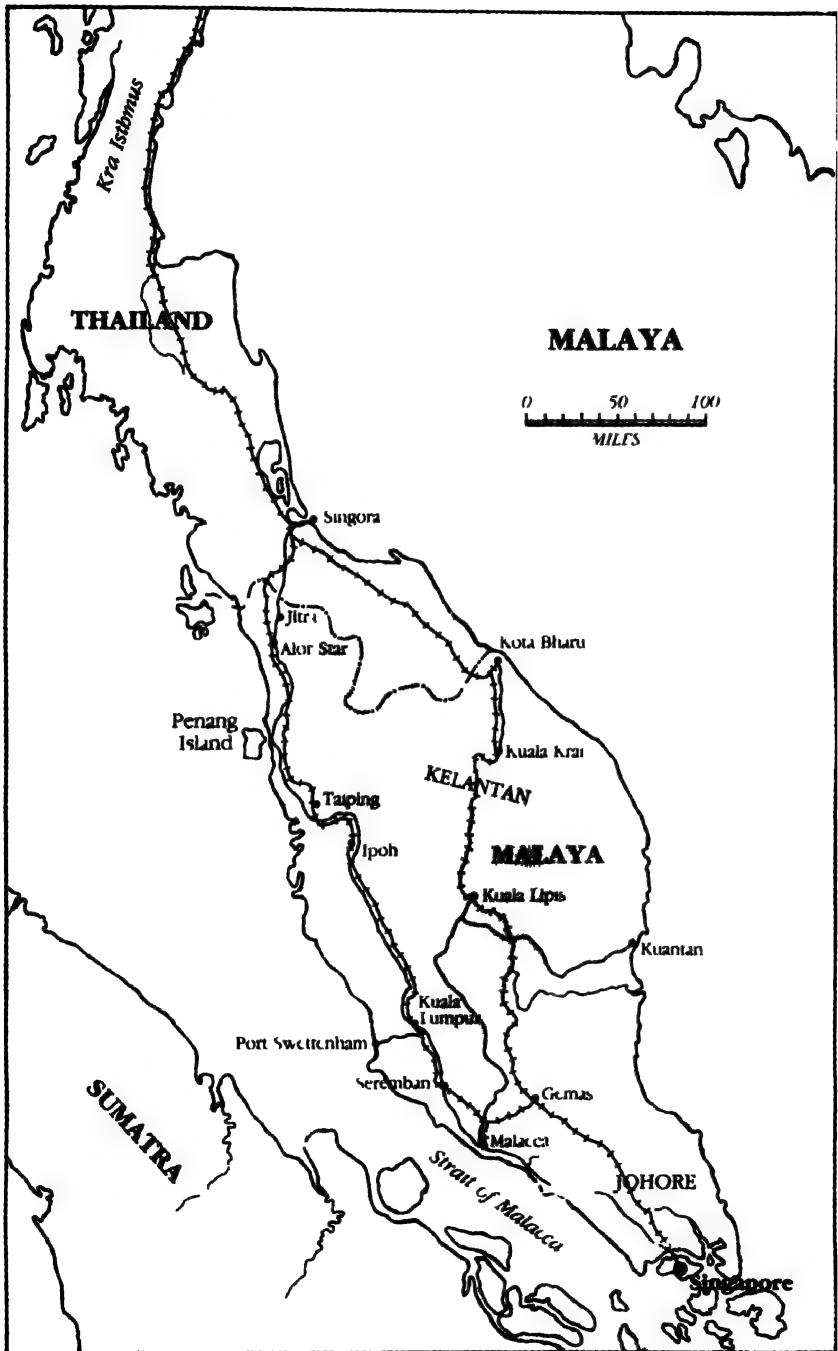 Kra Isthmus
THAILAND
MALAYA
0 50 100
MILES
Singora
Jitra
Alor Star
Kota Bharu
Penang
Island
Kuala Krai
KELANTAN
Taiping
Ipoh
MALAYA
Kuala Lipis
Kuantan
Kuala
Lumpur
Port Swettenham
Seremban
Gemas
SUMATRA
Malacca
Strait of Malacca
JOHORE
Singapore